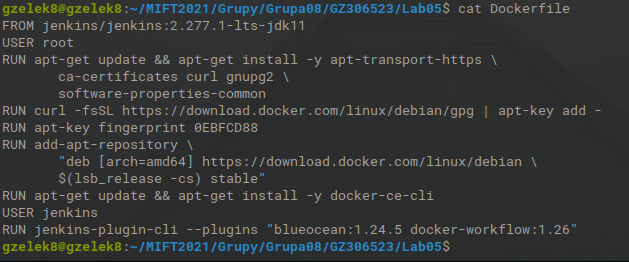 gzelek8@gzelek8:~/MIFT2021/Grupy/Grupa08/GZ306523/Lab05$ cat Dockerfile
FROM jenkins/jenkins:2.277.1-lts-jdk11
USER root
RUN apt-get update && apt-get install -y apt-transport-https \
       ca-certificates curl gnupg2 \
       software-properties-common
RUN curl -fsSL https://download.docker.com/linux/debian/gpg | apt-key add -
RUN apt-key fingerprint 0EBFCD88
RUN add-apt-repository \
       "deb [arch=amd64] https://download.docker.com/linux/debian \
       $(lsb_release -cs) stable"
RUN apt-get update && apt-get install -y docker-ce-cli
USER jenkins
RUN jenkins-plugin-cli --plugins "blueocean:1.24.5 docker-workflow:1.26"
gzelek8@gzelek8:~/MIFT2021/Grupy/Grupa08/GZ306523/Lab05$